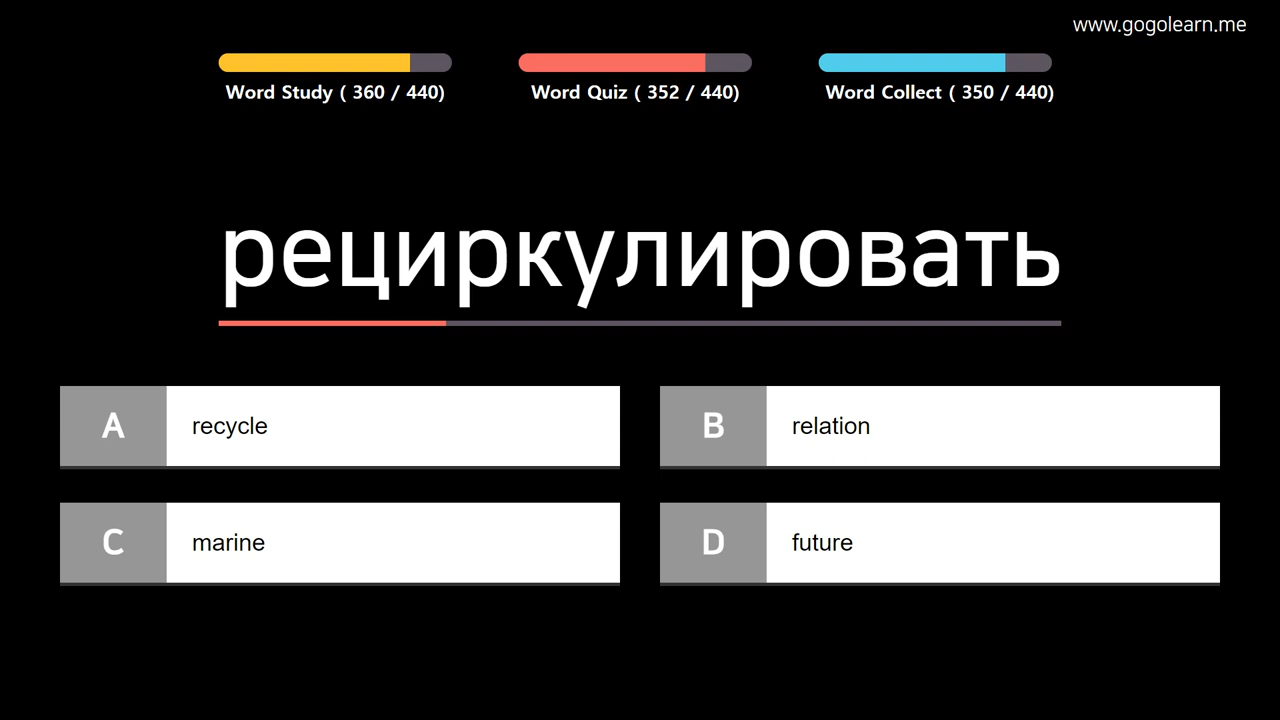 www.gogolearn.me
Word Study ( 360 / 440)
Word Quiz ( 352 / 440)
Word Collect ( 350 / 440)
рециркулировать
A recycle
B relation
C marine
D future